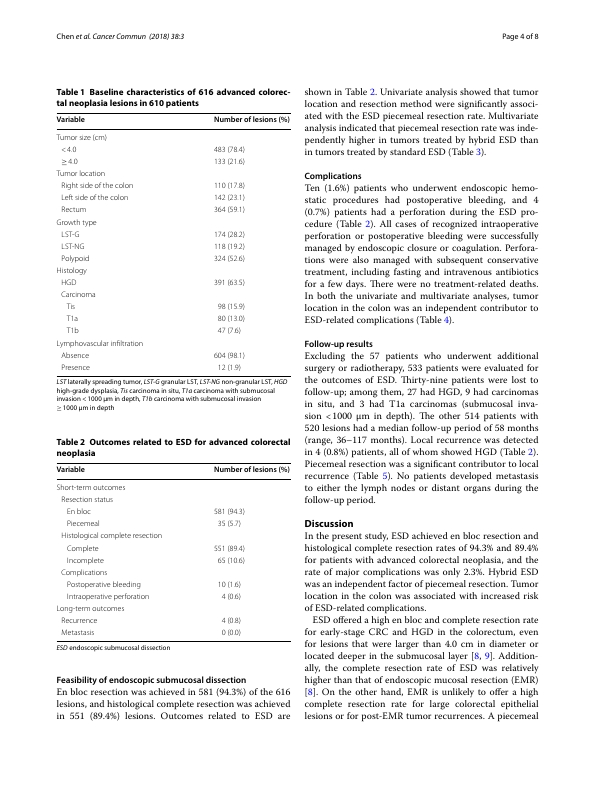 Chen et al. Cancer Commun (2018) 38:3
Page 4 of 8
Table 1 Baseline characteristics of 616 advanced colorec-
tal neoplasia lesions in 610 patients
Variable Number of lesions (%)
Tumor size (cm)
< 4.0 483 (78.4)
≥ 4.0 133 (21.6)
Tumor location
Right side of the colon 110 (17.8)
Left side of the colon 142 (23.1)
Rectum 364 (59.1)
Growth type
LST-G 174 (28.2)
LST-NG 118 (19.2)
Polypoid 324 (52.6)
Histology
HGD 391 (63.5)
Carcinoma
Tis 98 (15.9)
T1a 80 (13.0)
T1b 47 (7.6)
Lymphovascular infiltration
Absence 604 (98.1)
Presence 12 (1.9)
LST laterally spreading tumor, LST-G granular LST, LST-NG non-granular LST, HGD
high-grade dysplasia, Tis carcinoma in situ, T1a carcinoma with submucosal
invasion < 1000 μm in depth, T1b carcinoma with submucosal invasion
≥ 1000 μm in depth
Table 2 Outcomes related to ESD for advanced colorectal
neoplasia
Variable Number of lesions (%)
Short-term outcomes
Resection status
En bloc 581 (94.3)
Piecemeal 35 (5.7)
Histological complete resection
Complete 551 (89.4)
Incomplete 65 (10.6)
Complications
Postoperative bleeding 10 (1.6)
Intraoperative perforation 4 (0.6)
Long-term outcomes
Recurrence 4 (0.8)
Metastasis 0 (0.0)
ESD endoscopic submucosal dissection
Feasibility of endoscopic submucosal dissection
En bloc resection was achieved in 581 (94.3%) of the 616
lesions, and histological complete resection was achieved
in 551 (89.4%) lesions. Outcomes related to ESD are
shown in Table 2. Univariate analysis showed that tumor
location and resection method were significantly associ-
ated with the ESD piecemeal resection rate. Multivariate
analysis indicated that piecemeal resection rate was inde-
pendently higher in tumors treated by hybrid ESD than
in tumors treated by standard ESD (Table 3).
Complications
Ten (1.6%) patients who underwent endoscopic hemo-
static procedures had postoperative bleeding, and 4
(0.7%) patients had a perforation during the ESD pro-
cedure (Table 2). All cases of recognized intraoperative
perforation or postoperative bleeding were successfully
managed by endoscopic closure or coagulation. Perfora-
tions were also managed with subsequent conservative
treatment, including fasting and intravenous antibiotics
for a few days. There were no treatment-related deaths.
In both the univariate and multivariate analyses, tumor
location in the colon was an independent contributor to
ESD-related complications (Table 4).
Follow-up results
Excluding the 57 patients who underwent additional
surgery or radiotherapy, 533 patients were evaluated for
the outcomes of ESD. Thirty-nine patients were lost to
follow-up; among them, 27 had HGD, 9 had carcinomas
in situ, and 3 had T1a carcinomas (submucosal inva-
sion <1000 μm in depth). The other 514 patients with
520 lesions had a median follow-up period of 58 months
(range, 36–117 months). Local recurrence was detected
in 4 (0.8%) patients, all of whom showed HGD (Table 2).
Piecemeal resection was a significant contributor to local
recurrence (Table 5). No patients developed metastasis
to either the lymph nodes or distant organs during the
follow-up period.
Discussion
In the present study, ESD achieved en bloc resection and
histological complete resection rates of 94.3% and 89.4%
for patients with advanced colorectal neoplasia, and the
rate of major complications was only 2.3%. Hybrid ESD
was an independent factor of piecemeal resection. Tumor
location in the colon was associated with increased risk
of ESD-related complications.
ESD offered a high en bloc and complete resection rate
for early-stage CRC and HGD in the colorectum, even
for lesions that were larger than 4.0 cm in diameter or
located deeper in the submucosal layer [8, 9]. Addition-
ally, the complete resection rate of ESD was relatively
higher than that of endoscopic mucosal resection (EMR)
[8]. On the other hand, EMR is unlikely to offer a high
complete resection rate for large colorectal epithelial
lesions or for post-EMR tumor recurrences. A piecemeal